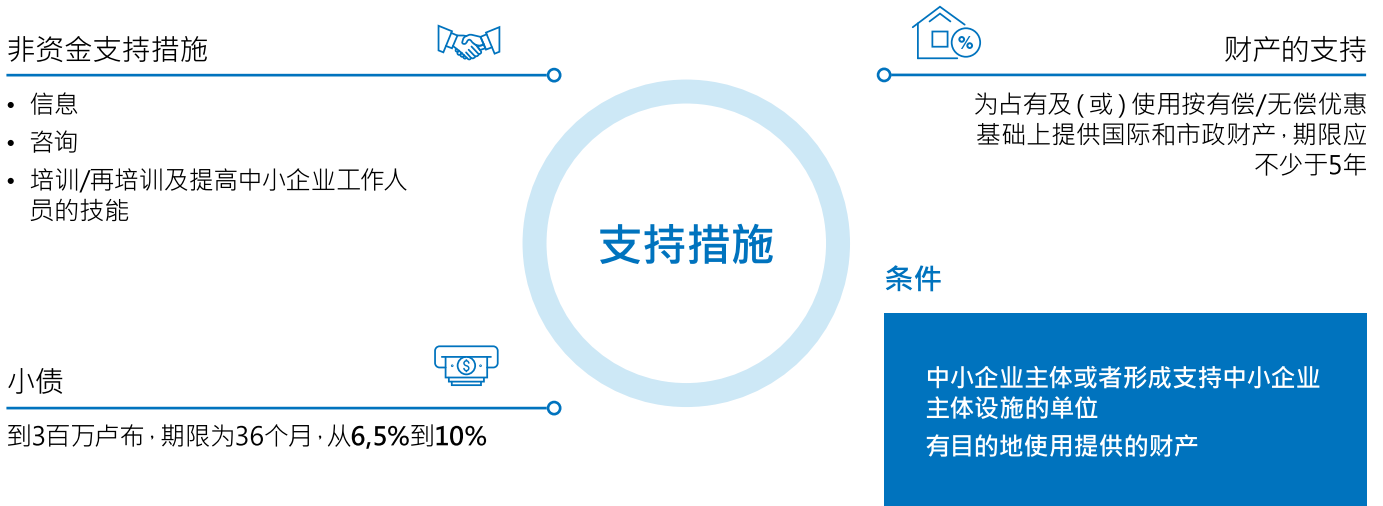 非资金支持措施
• 信息
• 咨询
• 培训/再培训及提高中小企业工作人
员的技能
小债
到3百万卢布·期限为36个月·从6,5%到10%
支持措施
%
财产的支持
为占有及(或)使用按有偿/无偿优惠
基础上提供国际和市政财产·期限应
不少于5年
条件
中小企业主体或者形成支持中小企业
主体设施的单位
有目的地使用提供的财产